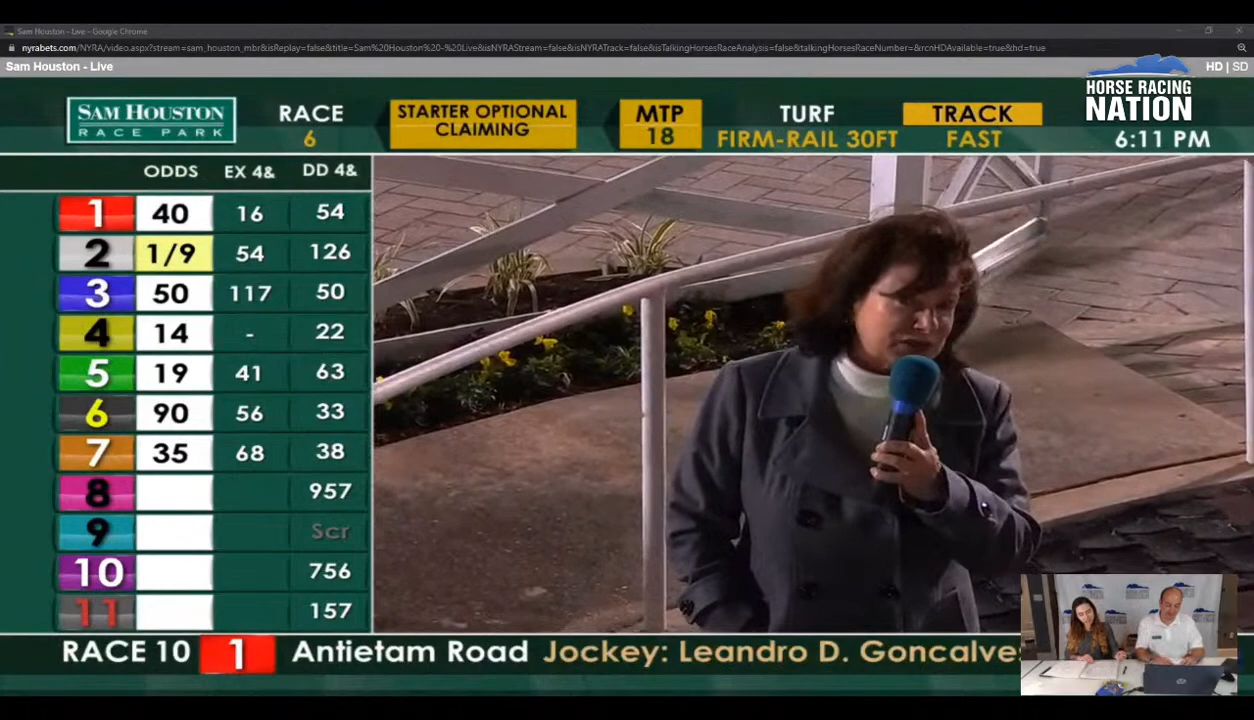 Sam Houston - Live - Google Chrome
nyrabets.com/NYRA/video.aspx?stream=sam_houston_mbr&isReplay=false&title=Sam%20Houston%20-%20Live&isNYRAStream=false&isNYRATrack=false&isTalkingHorsesRaceAnalysis=false&talkingHorsesRaceNumber=&rcnHDAvailable=true&hd=true
Sam Houston - Live
HD | SD
HORSE RACING
NATION
SAM HOUSTON
RACE PARK
RACE
6
STARTER OPTIONAL
CLAIMING
MTP
18
TURF
FIRM-RAIL 30FT
TRACK
FAST
6:11 PM
ODDS EX 4& DD 4&
1 40 16 54
2 1/9 54 126
3 50 117 50
4 14 - 22
5 19 41 63
6 90 56 33
7 35 68 38
8 957
9 Scr
10 756
11 157
RACE 10 1 Antietam Road Jockey: Leandro D. Goncalves